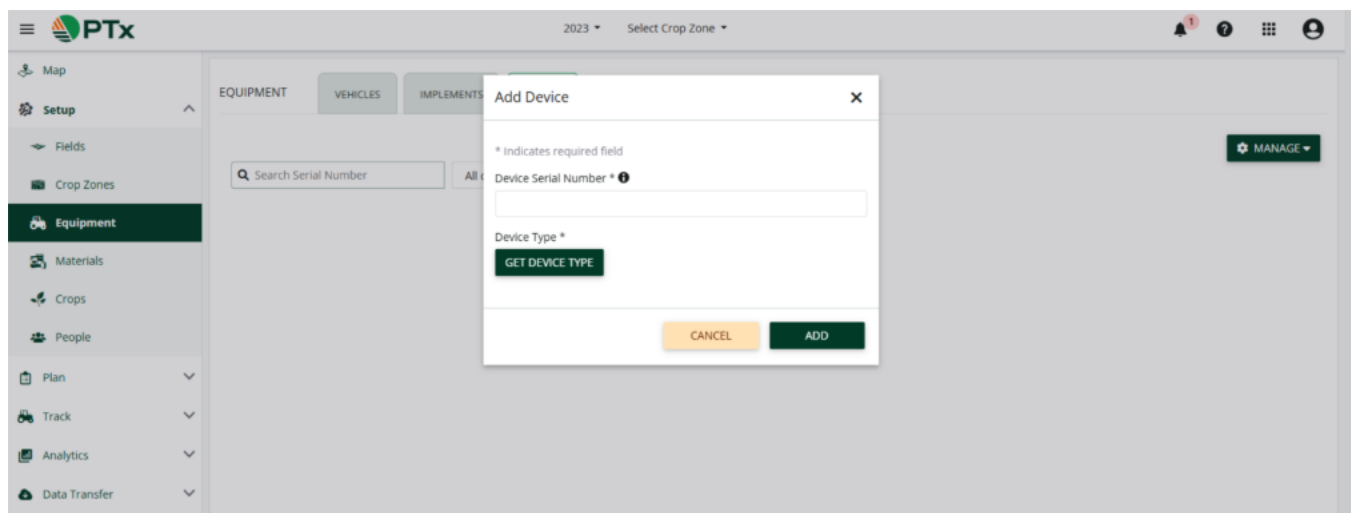 PTx
2023
Select Crop Zone
1
Map
Setup
Fields
Crop Zones
Equipment
Materials
Crops
People
Plan
Track
Analytics
Data Transfer
EQUIPMENT
VEHICLES
IMPLEMENTS
MANAGE
Search Serial Number
All
Add Device
* Indicates required field
Device Serial Number *
Device Type *
GET DEVICE TYPE
CANCEL
ADD